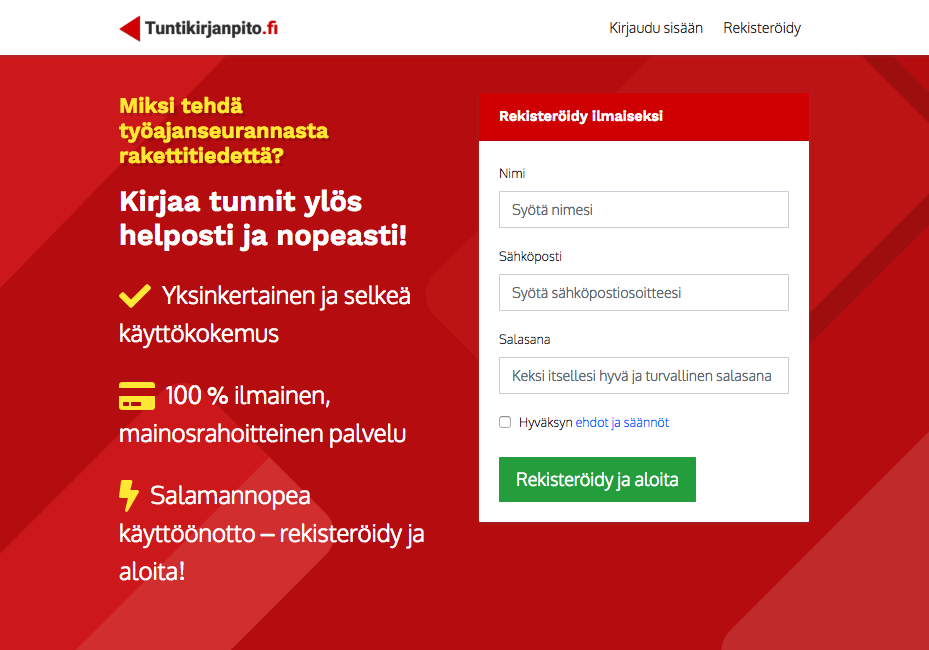 Tuntikirjanpito.fi
Kirjaudu sisään
Rekisteröidy
Miksi tehdä
työajanseurannasta
rakettitiedettä?
Kirjaa tunnit ylös
helposti ja nopeasti!
Yksinkertainen ja selkeä
käyttökokemus
100 % ilmainen,
mainosrahoitteinen palvelu
Salamannopea
käyttöönotto – rekisteröidy ja
aloita!
Rekisteröidy ilmaiseksi
Nimi
Syötä nimesi
Sähköposti
Syötä sähköpostiosoitteesi
Salasana
Keksi itsellesi hyvä ja turvallinen salasana
Hyväksyn ehdot ja säännöt
Rekisteröidy ja aloita